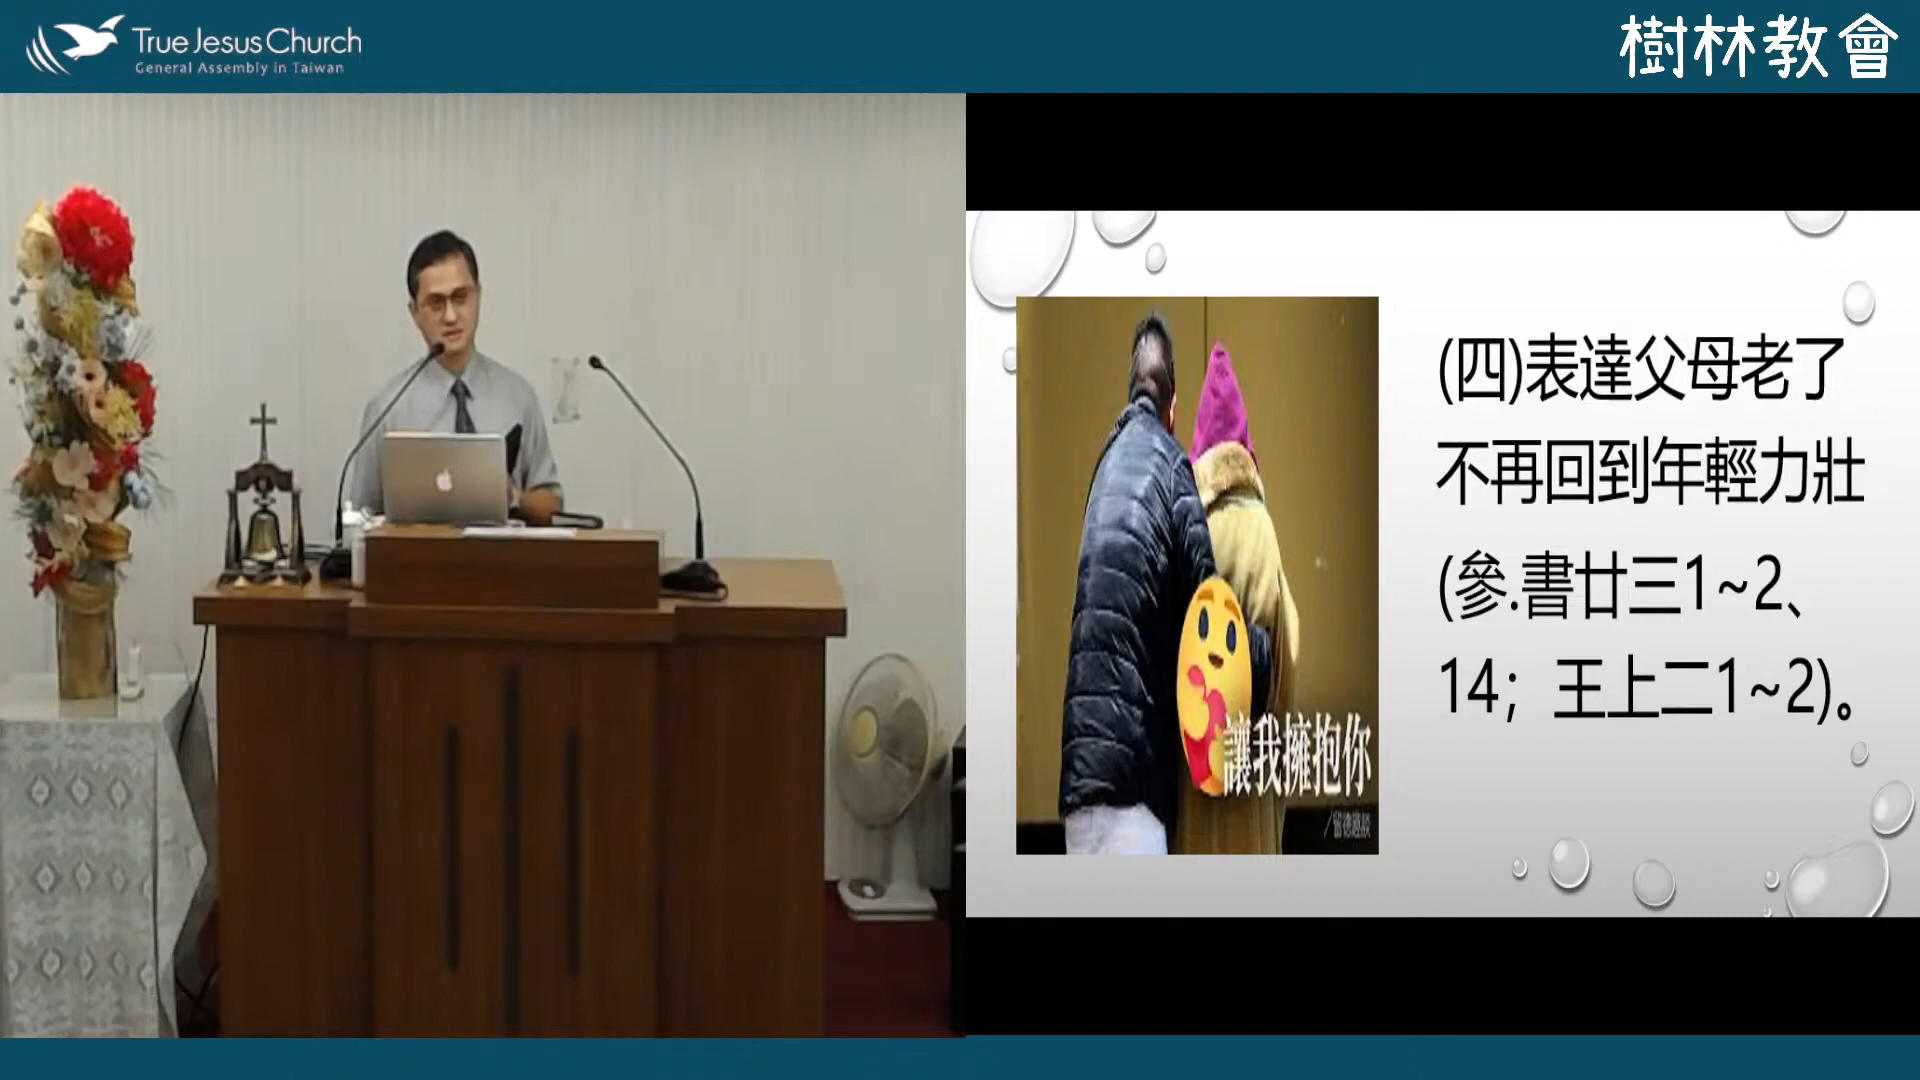 True Jesus Church
General Assembly in Taiwan
樹林教會
(四)表達父母老了
不再回到年輕力壯
(參.書廿三1~2、
14；王上二1~2)。
讓我擁抱你